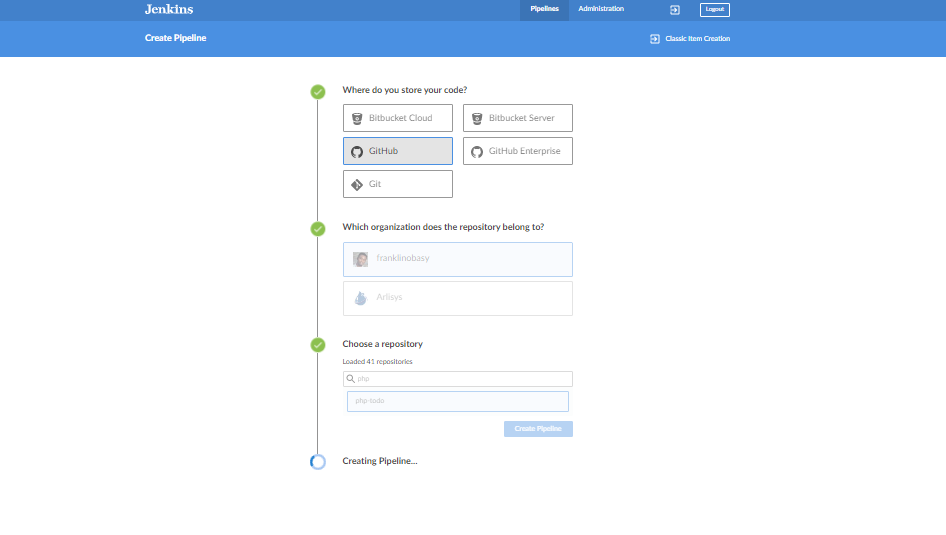 Jenkins
Pipelines Administration Logout
Create Pipeline
Classic Item Creation
Where do you store your code?
Bitbucket Cloud Bitbucket Server
GitHub GitHub Enterprise
Git
Which organization does the repository belong to?
franklinobasy
Arlisys
Choose a repository
Loaded 41 repositories
php
php-todo
Create Pipeline
Creating Pipeline...